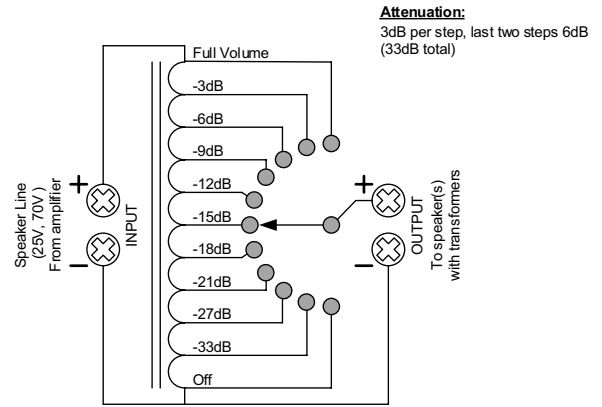 Attenuation:
3dB per step, last two steps 6dB
(33dB total)
Full Volume
-3dB
-6dB
-9dB
-12dB
-15dB
-18dB
-21dB
-27dB
-33dB
Off
Speaker Line
(25V, 70V )
From amplifier
+
−
INPUT
+
−
OUTPUT
To speaker(s)
with transformers